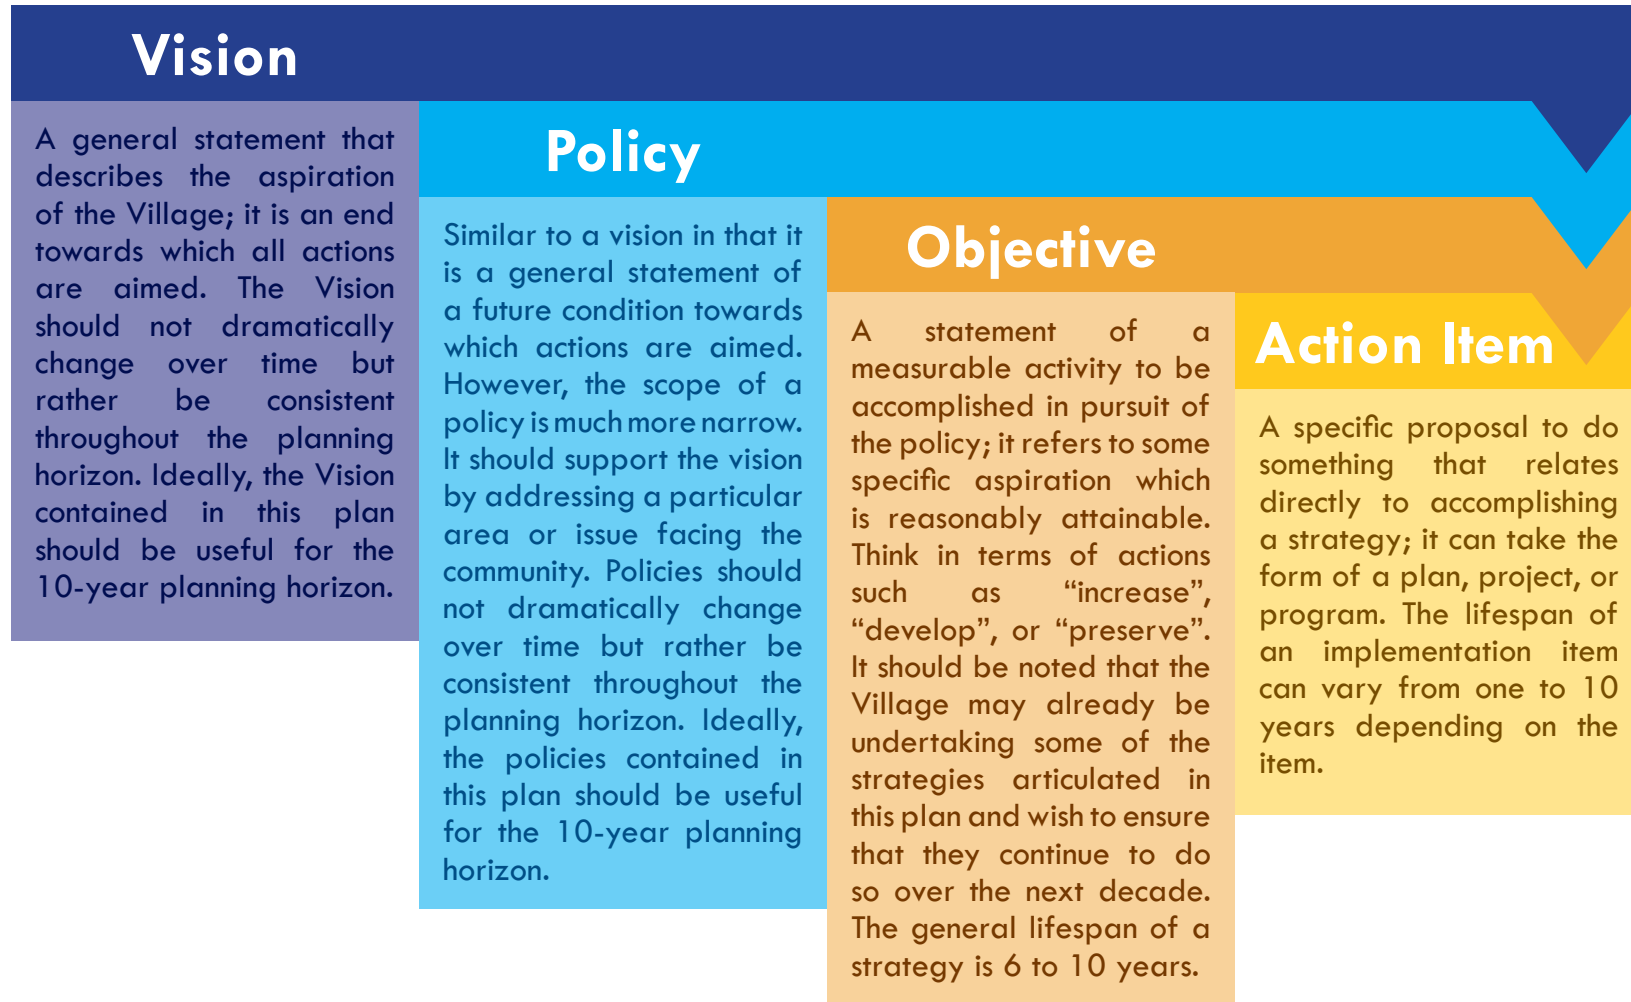 Vision
A general statement that
describes the aspiration
of the Village; it is an end
towards which all actions
are aimed. The Vision
should not dramatically
change over time but
rather be consistent
throughout the planning
horizon. Ideally, the Vision
contained in this plan
should be useful for the
10-year planning horizon.
Policy
Similar to a vision in that it
is a general statement of
a future condition towards
which actions are aimed.
However, the scope of a
policy is much more narrow.
It should support the vision
by addressing a particular
area or issue facing the
community. Policies should
not dramatically change
over time but rather be
consistent throughout the
planning horizon. Ideally,
the policies contained in
this plan should be useful
for the 10-year planning
horizon.
Objective
A statement of a
measurable activity to be
accomplished in pursuit of
the policy; it refers to some
specific aspiration which
is reasonably attainable.
Think in terms of actions
such as “increase”,
“develop”, or “preserve”.
It should be noted that the
Village may already be
undertaking some of the
strategies articulated in
this plan and wish to ensure
that they continue to do
so over the next decade.
The general lifespan of a
strategy is 6 to 10 years.
Action Item
A specific proposal to do
something that relates
directly to accomplishing
a strategy; it can take the
form of a plan, project, or
program. The lifespan of
an implementation item
can vary from one to 10
years depending on the
item.